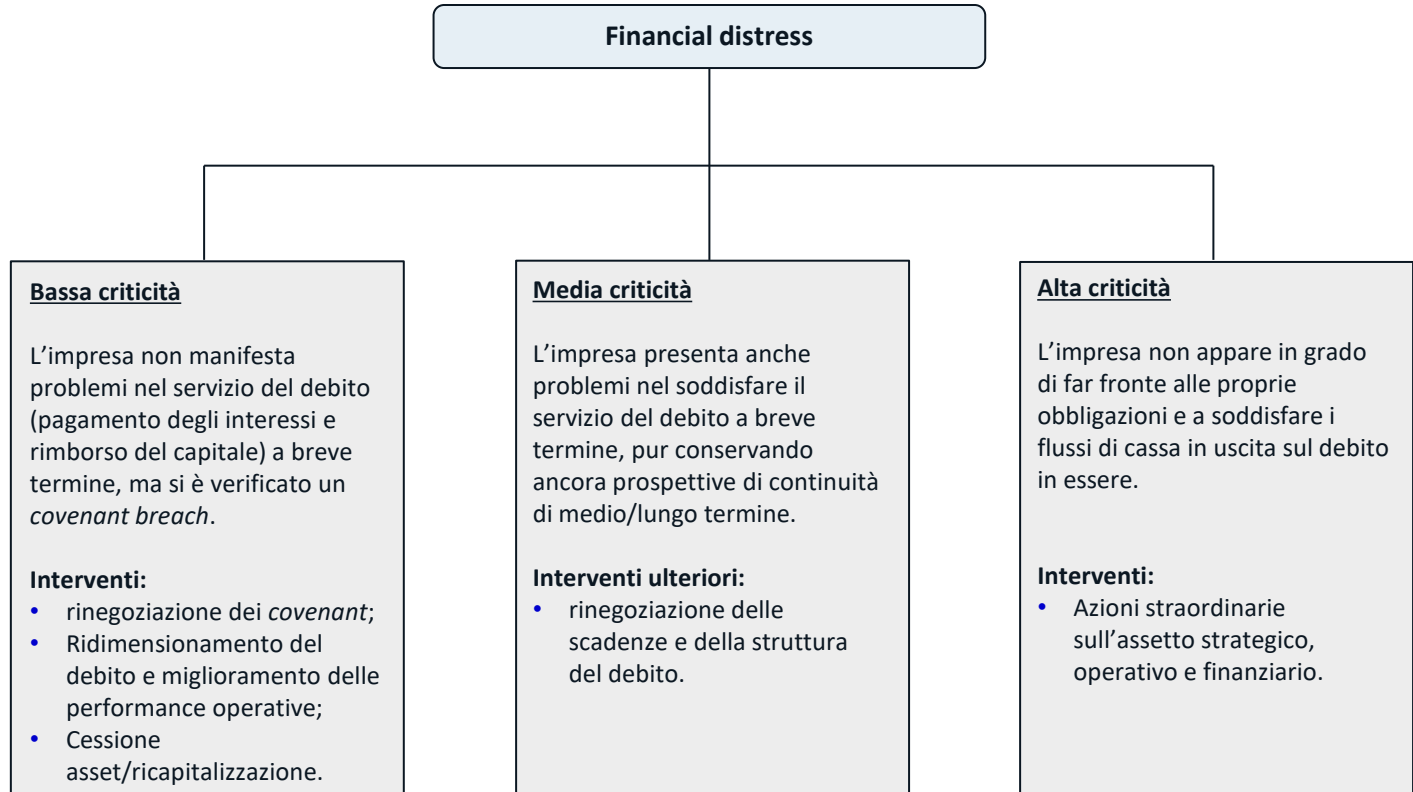 Financial distress
Bassa criticità
L’impresa non manifesta
problemi nel servizio del debito
(pagamento degli interessi e
rimborso del capitale) a breve
termine, ma si è verificato un
covenant breach.
Interventi:
• rinegoziazione dei covenant;
• Ridimensionamento del
debito e miglioramento delle
performance operative;
• Cessione
asset/ricapitalizzazione.
Media criticità
L’impresa presenta anche
problemi nel soddisfare il
servizio del debito a breve
termine, pur conservando
ancora prospettive di continuità
di medio/lungo termine.
Interventi ulteriori:
• rinegoziazione delle
scadenze e della struttura
del debito.
Alta criticità
L’impresa non appare in grado
di far fronte alle proprie
obbligazioni e a soddisfare i
flussi di cassa in uscita sul debito
in essere.
Interventi:
• Azioni straordinarie
sull’assetto strategico,
operativo e finanziario.